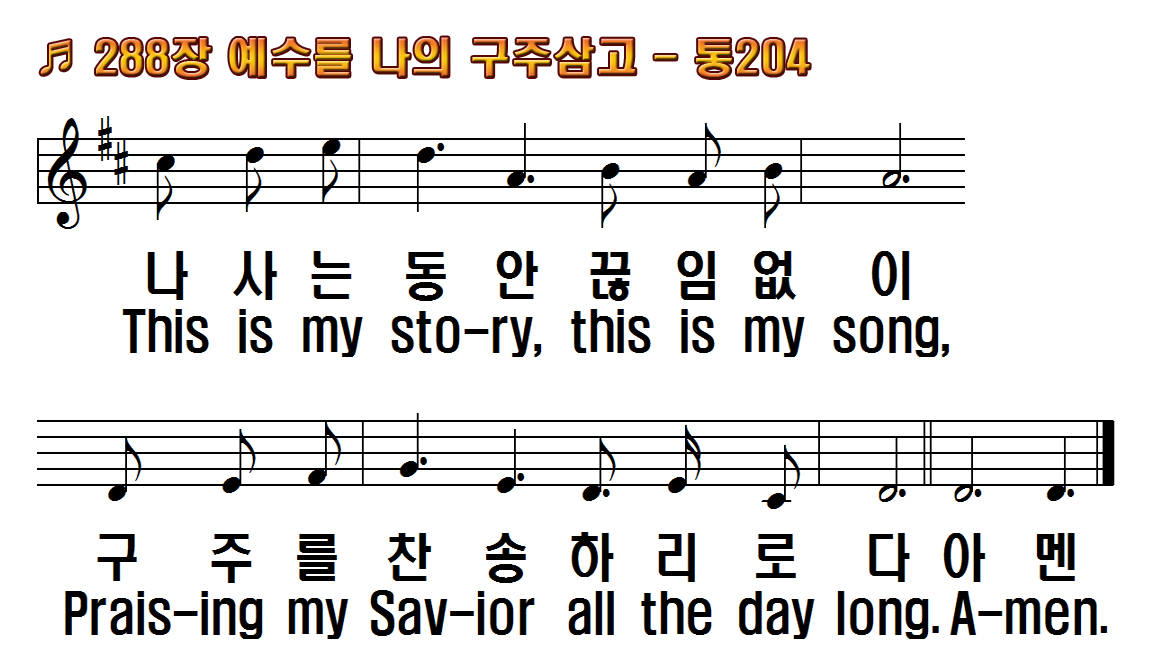 ♬ 288장 예수를 나의 구주삼고 - 통204
나 사 는 동 안 끊 임 없 이
This is my sto-ry, this is my song,
구 주 를 찬 송 하 리 로 다 아 멘
Prais-ing my Sav-ior all the day long. A-men.